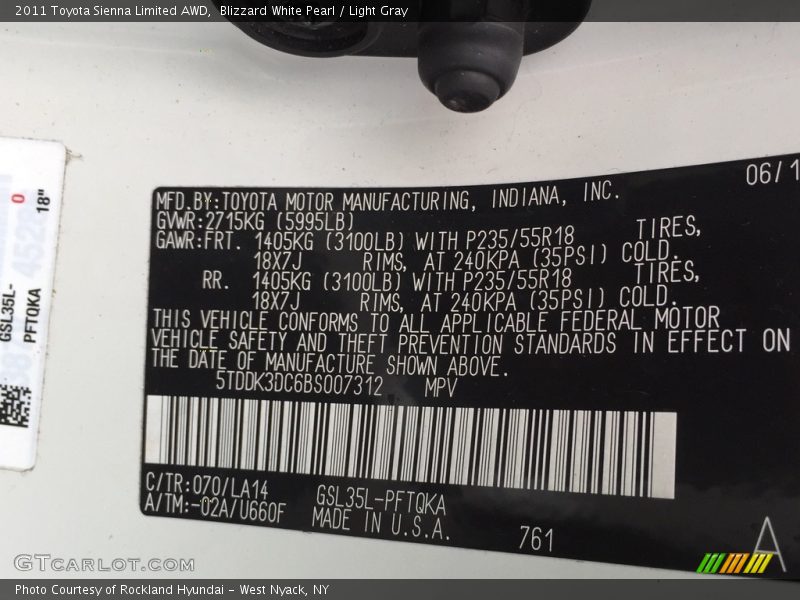 2011 Toyota Sienna Limited AWD,  Blizzard White Pearl / Light Gray
06/1
MFD.BY:TOYOTA MOTOR MANUFACTURING, INDIANA, INC.
GVWR:2715KG (5995LB)
GAWR:FRT. 1405KG (3100LB) WITH P235/55R18 TIRES,
18X7J RIMS, AT 240KPA (35PSI) COLD.
RR. 1405KG (3100LB) WITH P235/55R18 TIRES,
18X7J RIMS, AT 240KPA (35PSI) COLD.
THIS VEHICLE CONFORMS TO ALL APPLICABLE FEDERAL MOTOR
VEHICLE SAFETY AND THEFT PREVENTION STANDARDS IN EFFECT ON
THE DATE OF MANUFACTURE SHOWN ABOVE.
5TDDK3DC6BS007312 MPV
C/TR:070/LA14 GSL35L-PFTQKA
A/TM:-02A/U660F MADE IN U.S.A.
761
A
GSL35L-
PFTQKA
0
18"
GTCARLOT.COM
Photo Courtesy of Rockland Hyundai - West Nyack, NY